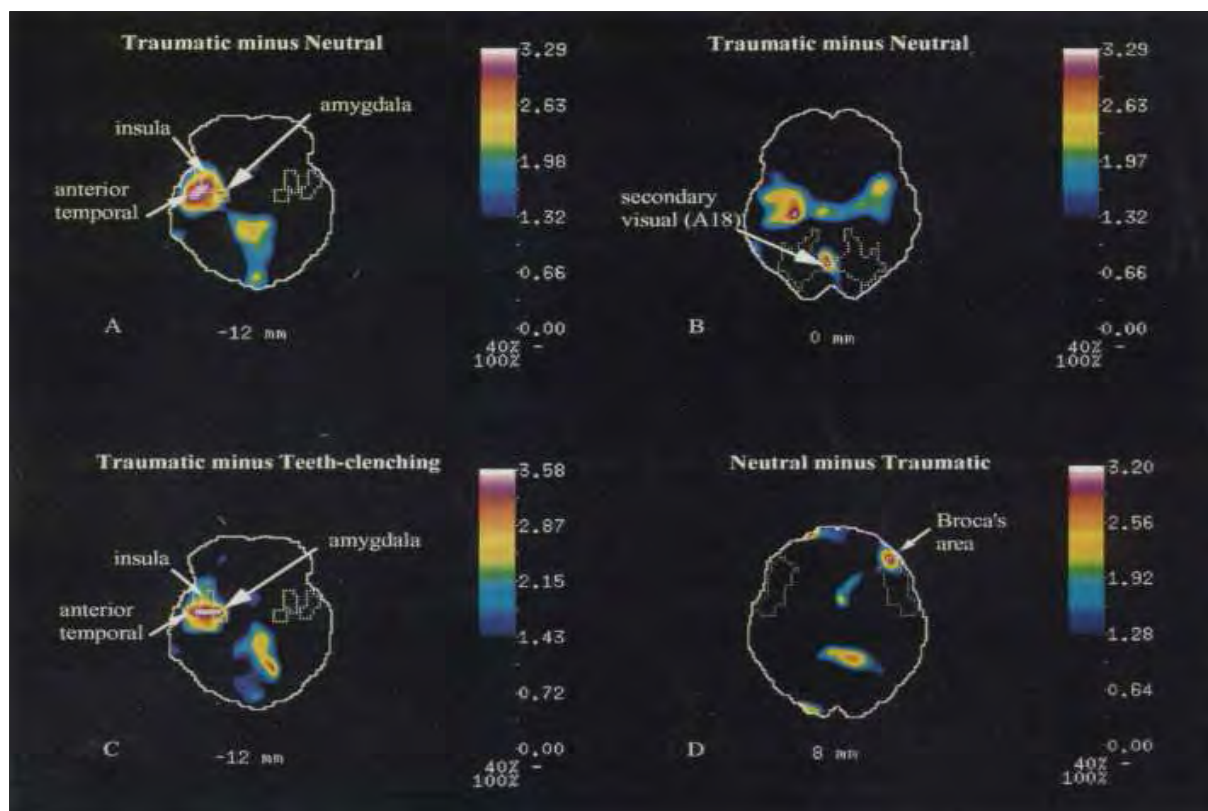 Traumatic minus Neutral
amygdala
insula
anterior
temporal
3.29
2.63
1.98
1.32
0.66
0.00
40% -
100%
A
-12 mm
Traumatic minus Neutral
secondary
visual (A18)
3.29
2.63
1.97
1.32
0.66
0.00
40% -
100%
B
0 mm
Traumatic minus Teeth-clenching
amygdala
insula
anterior
temporal
3.58
2.87
2.15
1.43
0.72
0.00
40% -
100%
C
-12 mm
Neutral minus Traumatic
Broca's
area
3.20
2.56
1.92
1.28
0.64
0.00
40% -
100%
D
8 mm